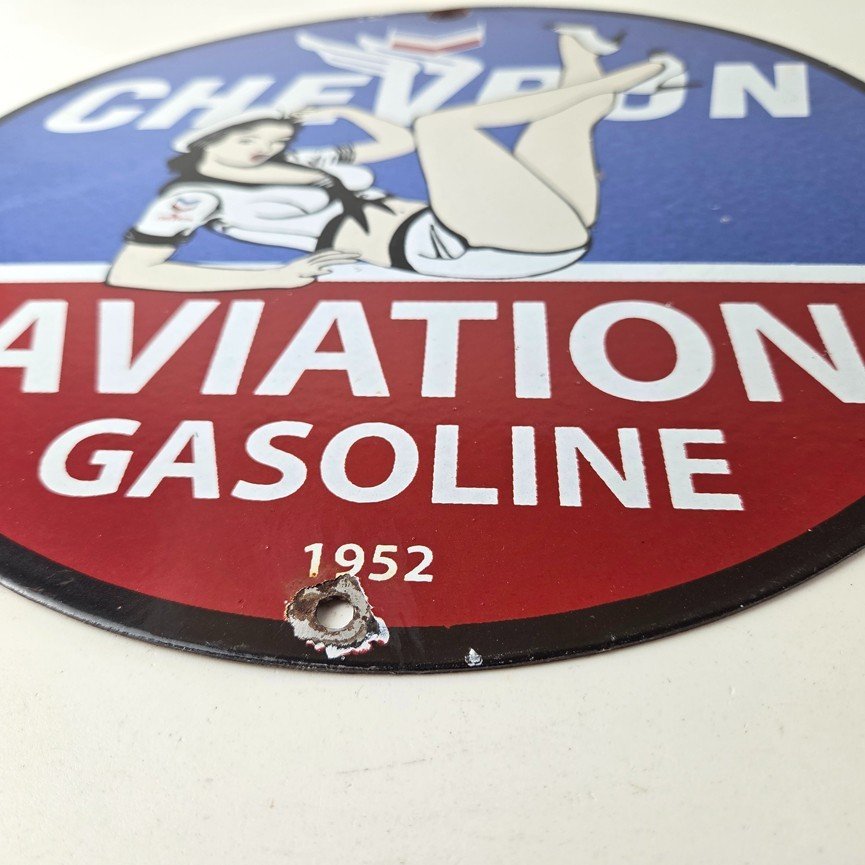 CHEVRON
AVIATION
GASOLINE
1952